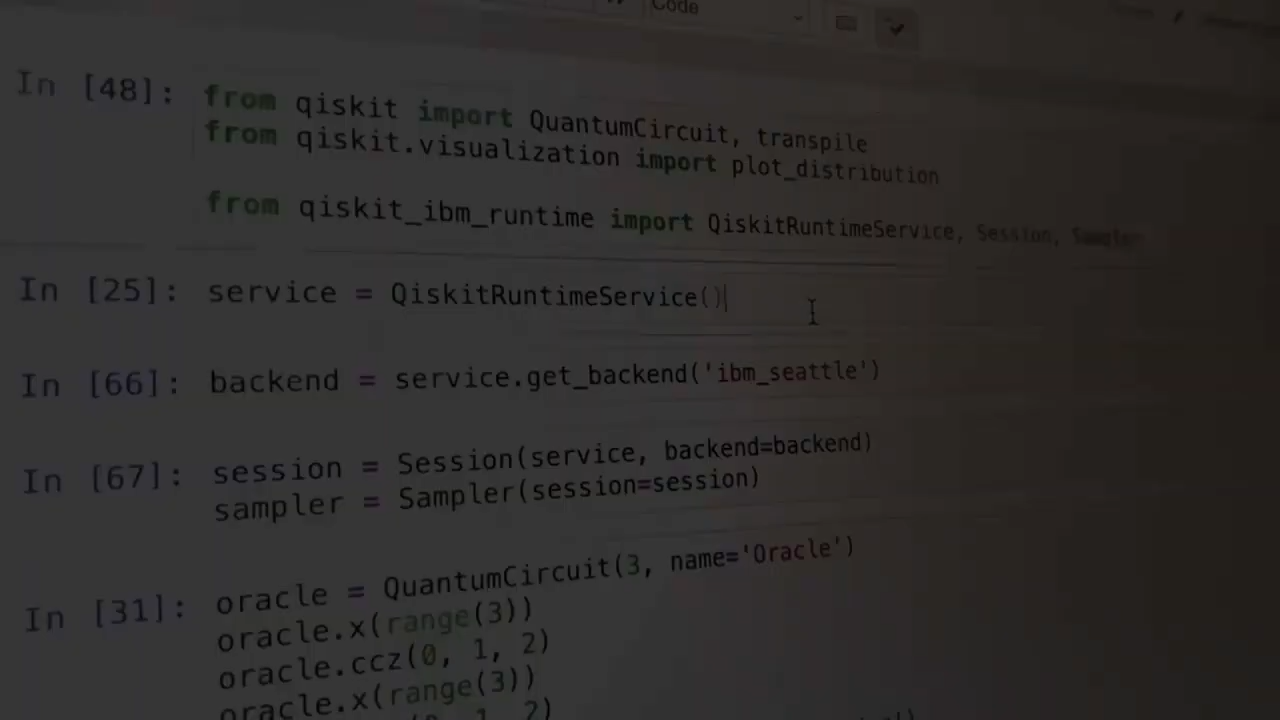 Code
In [48]: from qiskit import QuantumCircuit, transpile
from qiskit.visualization import plot_distribution
from qiskit_ibm_runtime import QiskitRuntimeService, Session, Sampler
In [25]: service = QiskitRuntimeService()
In [66]: backend = service.get_backend('ibm_seattle')
In [67]: session = Session(service, backend=backend)
sampler = Sampler(session=session)
In [31]: oracle = QuantumCircuit(3, name='Oracle')
oracle.x(range(3))
oracle.ccz(0, 1, 2)
oracle.x(range(3))